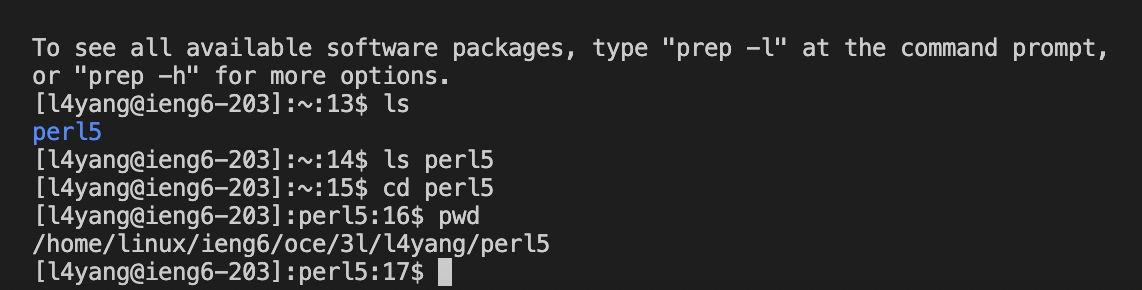 To see all available software packages, type "prep -l" at the command prompt,
or "prep -h" for more options.
[l4yang@ieng6-203]:~:13$ ls
perl5
[l4yang@ieng6-203]:~:14$ ls perl5
[l4yang@ieng6-203]:~:15$ cd perl5
[l4yang@ieng6-203]:perl5:16$ pwd
/home/linux/ieng6/oce/3l/l4yang/perl5
[l4yang@ieng6-203]:perl5:17$